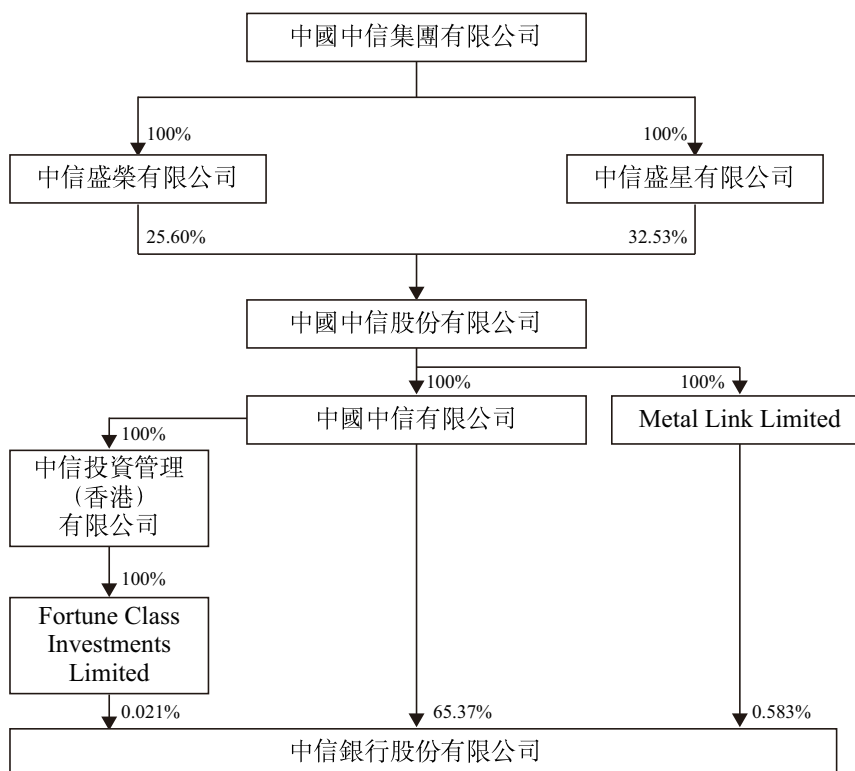 中國中信集團有限公司
100%
100%
中信盛榮有限公司
中信盛星有限公司
25.60%
32.53%
中國中信股份有限公司
100%
100%
中國中信有限公司
Metal Link Limited
100%
中信投資管理
（香港）
有限公司
100%
Fortune Class
Investments
Limited
0.021%
65.37%
0.583%
中信銀行股份有限公司